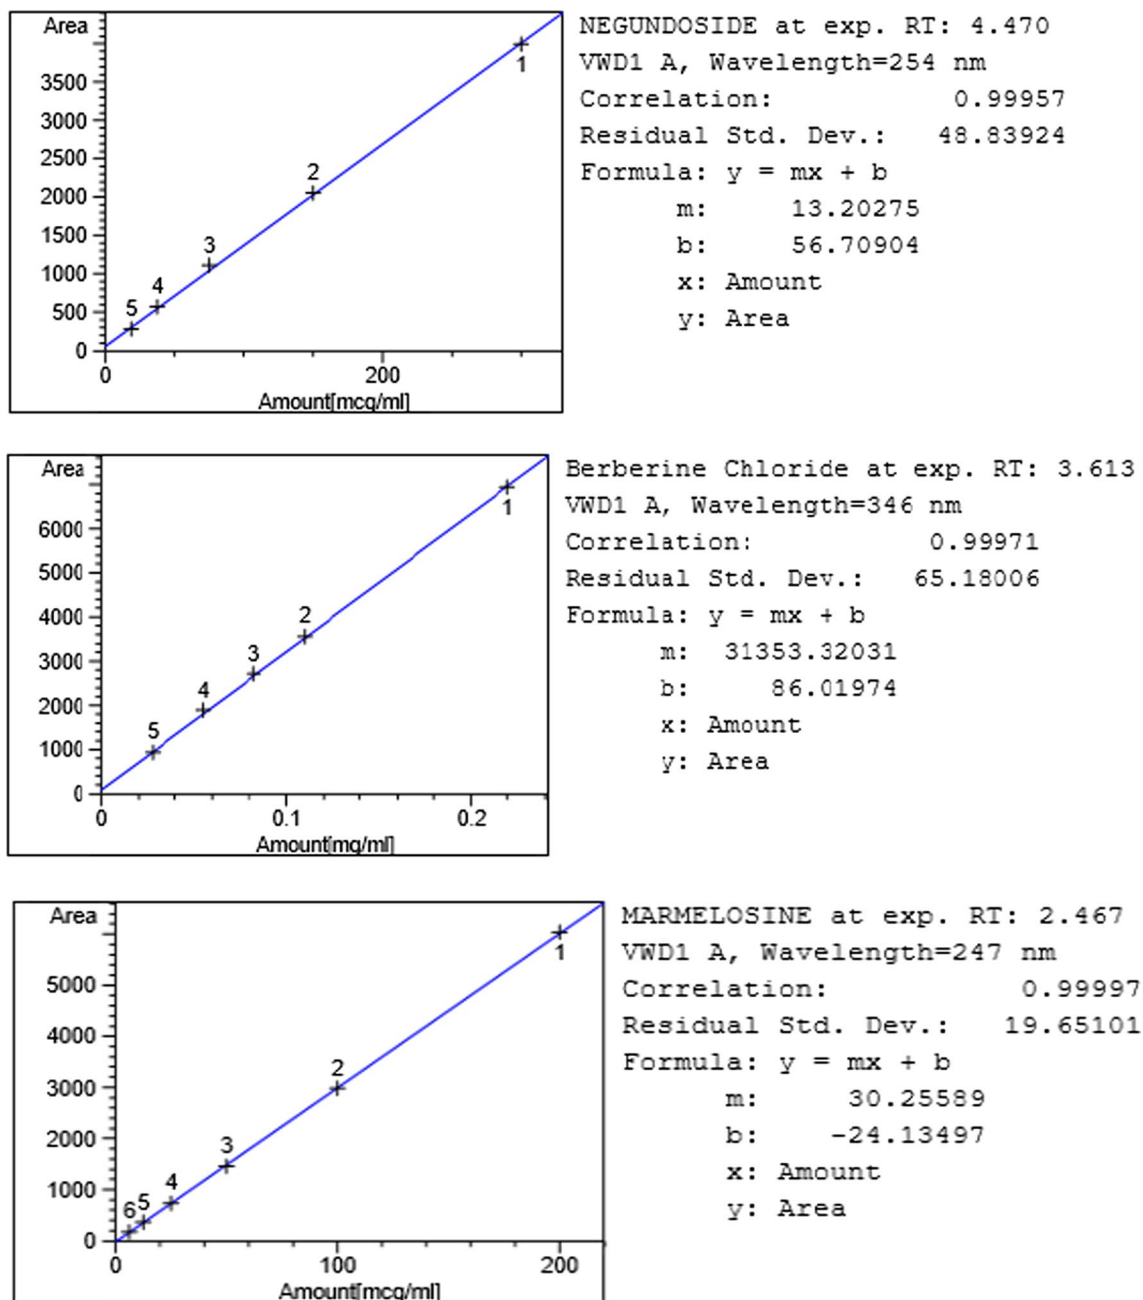 Area
3500
3000
2500
2000
1500
1000
500
0
1
2
3
4
5
0 200
Amount[mcg/ml]
NEGUNDOSIDE at exp. RT: 4.470
VWD1 A, Wavelength=254 nm
Correlation: 0.99957
Residual Std. Dev.: 48.83924
Formula: y = mx + b
m: 13.20275
b: 56.70904
x: Amount
y: Area
Area
6000
5000
4000
3000
2000
1000
0
1
2
3
4
5
0 0.1 0.2
Amount[mg/ml]
Berberine Chloride at exp. RT: 3.613
VWD1 A, Wavelength=346 nm
Correlation: 0.99971
Residual Std. Dev.: 65.18006
Formula: y = mx + b
m: 31353.32031
b: 86.01974
x: Amount
y: Area
Area
5000
4000
3000
2000
1000
0
1
2
3
4
5
6
0 100 200
Amount[mcg/ml]
MARMELOSINE at exp. RT: 2.467
VWD1 A, Wavelength=247 nm
Correlation: 0.99997
Residual Std. Dev.: 19.65101
Formula: y = mx + b
m: 30.25589
b: -24.13497
x: Amount
y: Area